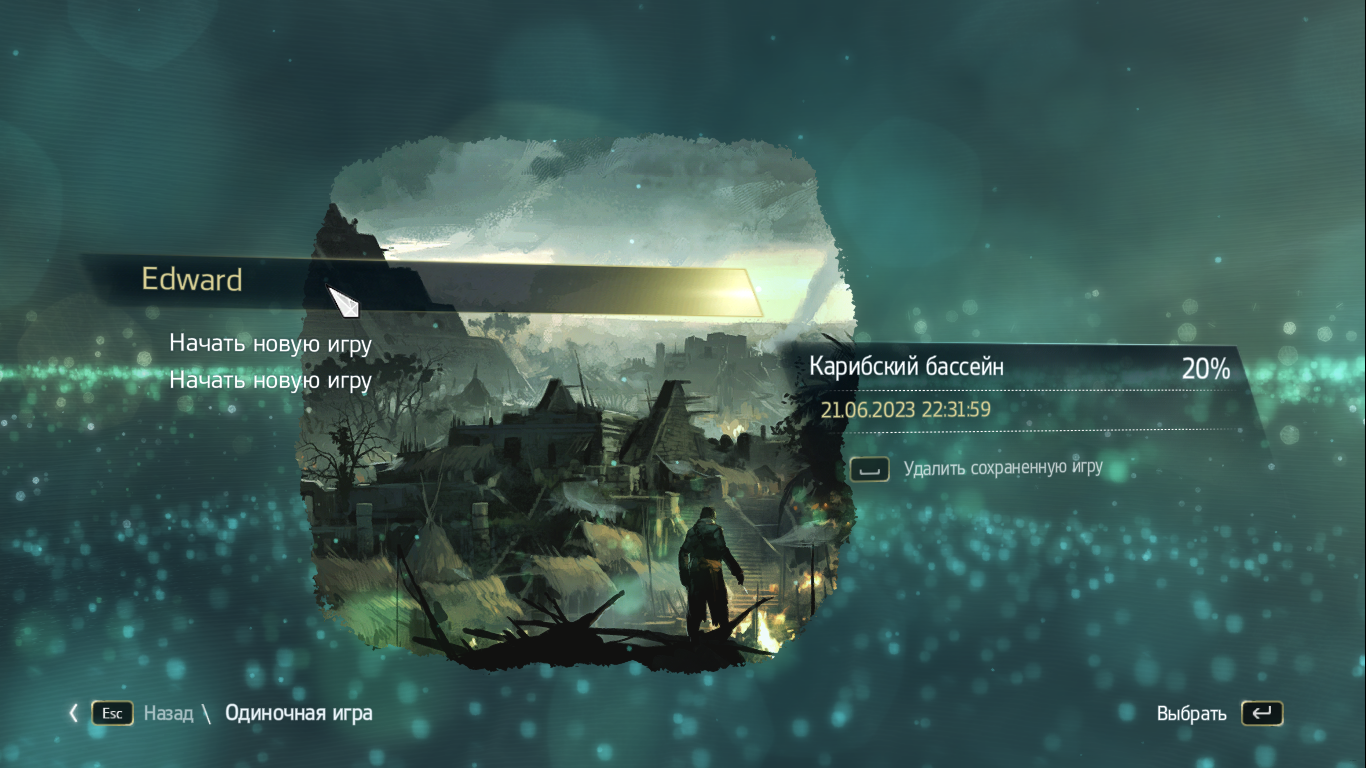 Edward
Начать новую игру
Начать новую игру
Карибский бассейн 20%
21.06.2023 22:31:59
Удалить сохраненную игру
Esc Назад \ Одиночная игра
Выбрать